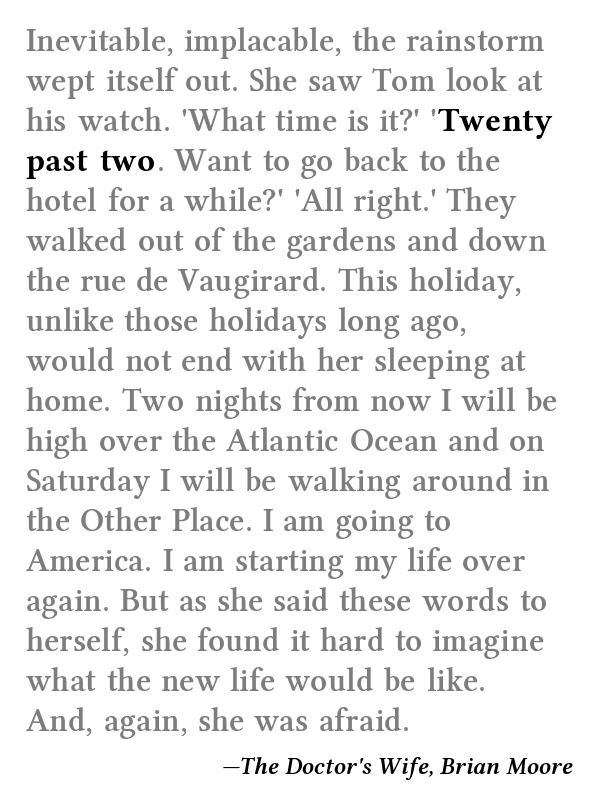 Inevitable, implacable, the rainstorm
wept itself out. She saw Tom look at
his watch. 'What time is it?' 'Twenty
past two. Want to go back to the
hotel for a while?' 'All right.' They
walked out of the gardens and down
the rue de Vaugirard. This holiday,
unlike those holidays long ago,
would not end with her sleeping at
home. Two nights from now I will be
high over the Atlantic Ocean and on
Saturday I will be walking around in
the Other Place. I am going to
America. I am starting my life over
again. But as she said these words to
herself, she found it hard to imagine
what the new life would be like.
And, again, she was afraid.
—The Doctor's Wife, Brian Moore